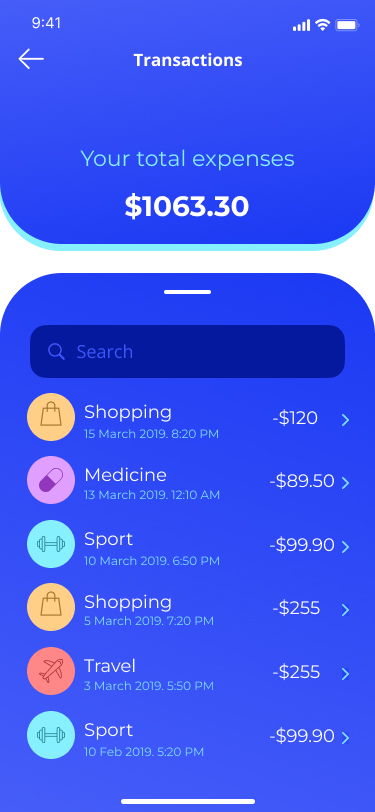 9:41
Transactions
Your total expenses
$1063.30
Search
Shopping -$120
15 March 2019. 8:20 PM
Medicine -$89.50
13 March 2019. 12:10 AM
Sport -$99.90
10 March 2019. 6:50 PM
Shopping -$255
5 March 2019. 7:20 PM
Travel -$255
3 March 2019. 5:50 PM
Sport -$99.90
10 Feb 2019. 5:20 PM